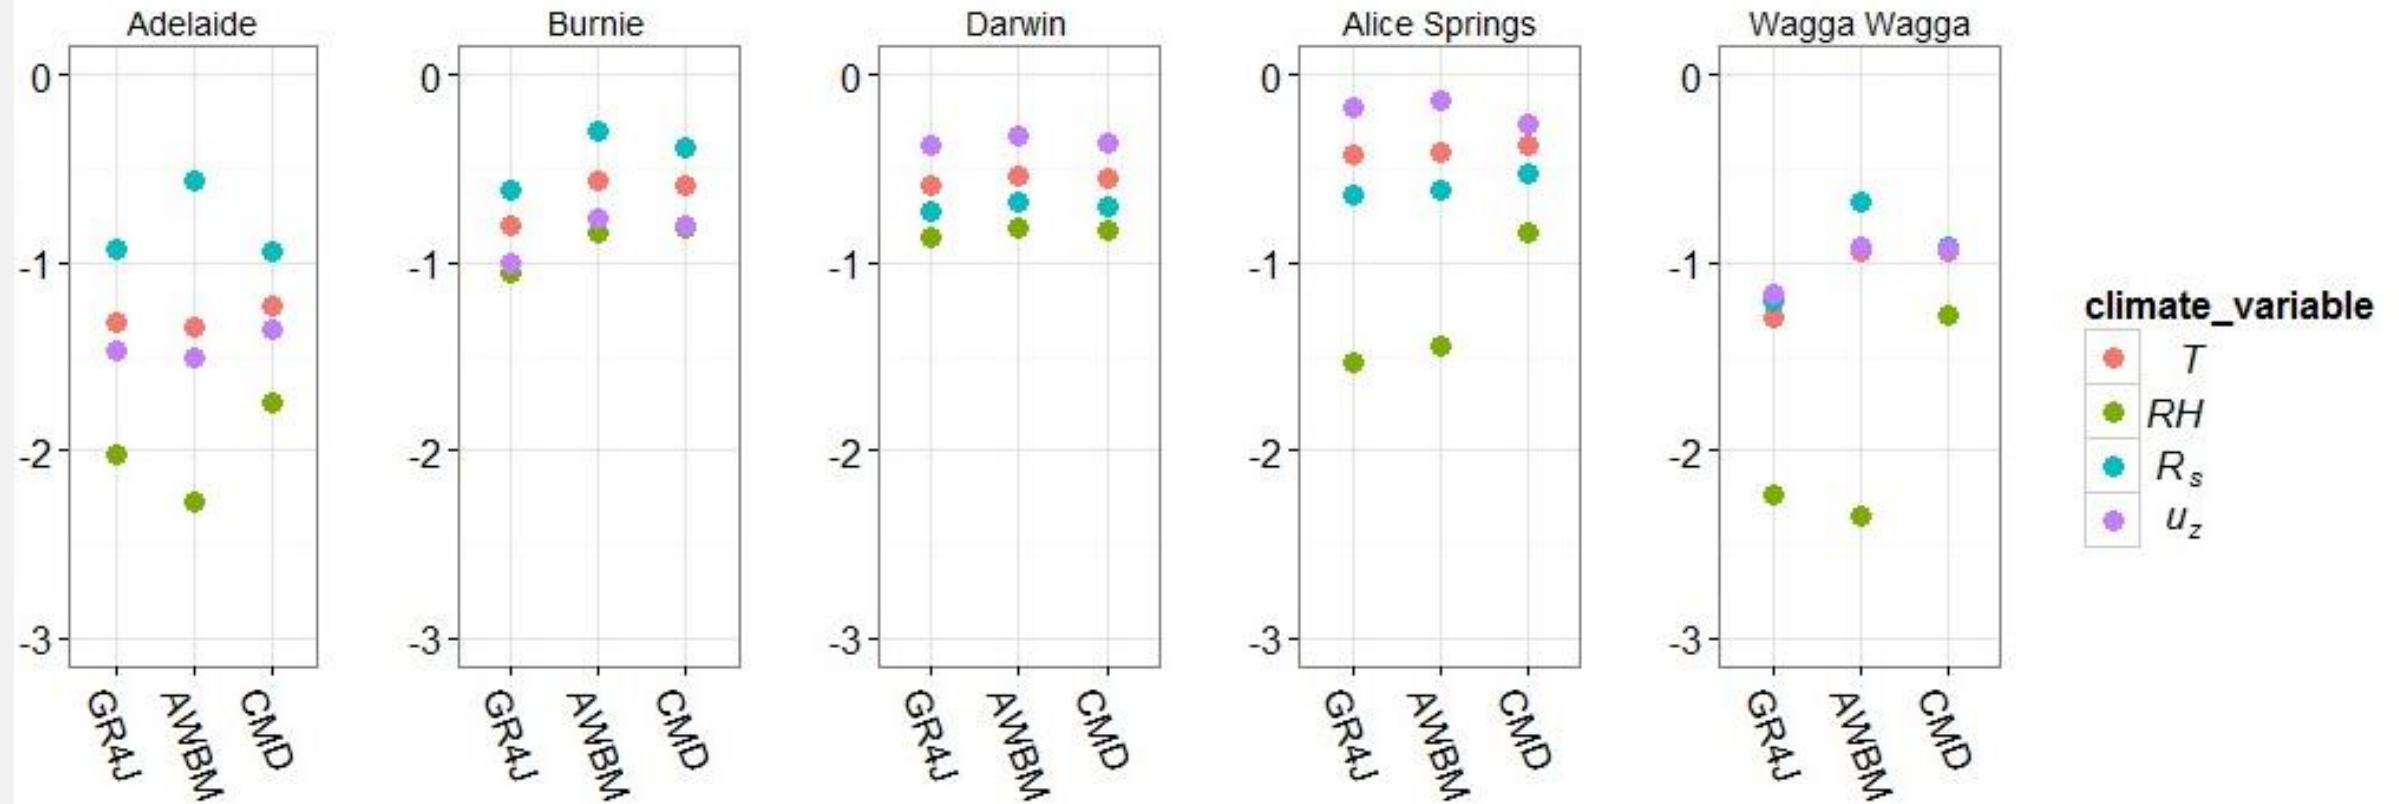 Adelaide Burnie Darwin Alice Springs Wagga Wagga
0 0 0 0 0
-1 -1 -1 -1 -1
-2 -2 -2 -2 -2
-3 -3 -3 -3 -3
GR4J AWBM CMD GR4J AWBM CMD GR4J AWBM CMD GR4J AWBM CMD GR4J AWBM CMD
climate_variable
T
RH
R s
u z